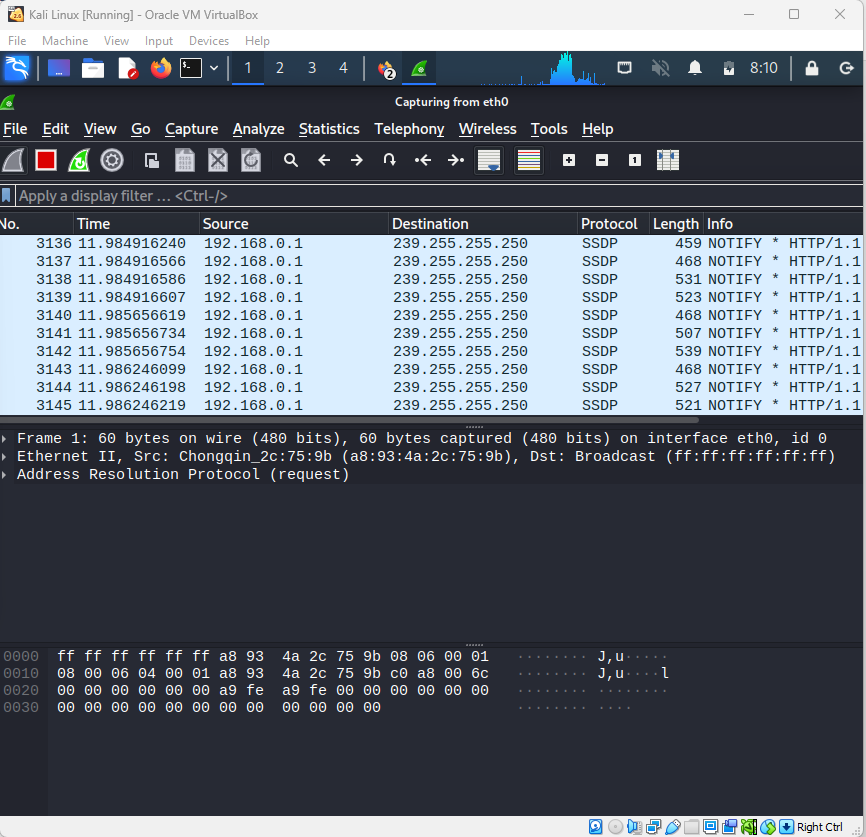 Kali Linux [Running] - Oracle VM VirtualBox
File Machine View Input Devices Help
1 2 3 4 2 8:10
Capturing from eth0
File Edit View Go Capture Analyze Statistics Telephony Wireless Tools Help
Apply a display filter ... <Ctrl-/>
No. Time Source Destination Protocol Length Info
3136 11.984916240 192.168.0.1 239.255.255.250 SSDP 459 NOTIFY * HTTP/1.1
3137 11.984916566 192.168.0.1 239.255.255.250 SSDP 468 NOTIFY * HTTP/1.1
3138 11.984916586 192.168.0.1 239.255.255.250 SSDP 531 NOTIFY * HTTP/1.1
3139 11.984916607 192.168.0.1 239.255.255.250 SSDP 523 NOTIFY * HTTP/1.1
3140 11.985656619 192.168.0.1 239.255.255.250 SSDP 468 NOTIFY * HTTP/1.1
3141 11.985656734 192.168.0.1 239.255.255.250 SSDP 507 NOTIFY * HTTP/1.1
3142 11.985656754 192.168.0.1 239.255.255.250 SSDP 539 NOTIFY * HTTP/1.1
3143 11.986246099 192.168.0.1 239.255.255.250 SSDP 468 NOTIFY * HTTP/1.1
3144 11.986246198 192.168.0.1 239.255.255.250 SSDP 527 NOTIFY * HTTP/1.1
3145 11.986246219 192.168.0.1 239.255.255.250 SSDP 521 NOTIFY * HTTP/1.1
Frame 1: 60 bytes on wire (480 bits), 60 bytes captured (480 bits) on interface eth0, id 0
Ethernet II, Src: Chongqin_2c:75:9b (a8:93:4a:2c:75:9b), Dst: Broadcast (ff:ff:ff:ff:ff:ff)
Address Resolution Protocol (request)
0000 ff ff ff ff ff ff a8 93 4a 2c 75 9b 08 06 00 01 ········ J,u·····
0010 08 00 06 04 00 01 a8 93 4a 2c 75 9b c0 a8 00 6c ········ J,u····l
0020 00 00 00 00 00 00 a9 fe a9 fe 00 00 00 00 00 00 ········ ········
0030 00 00 00 00 00 00 00 00 00 00 00 00 ········ ····
Right Ctrl